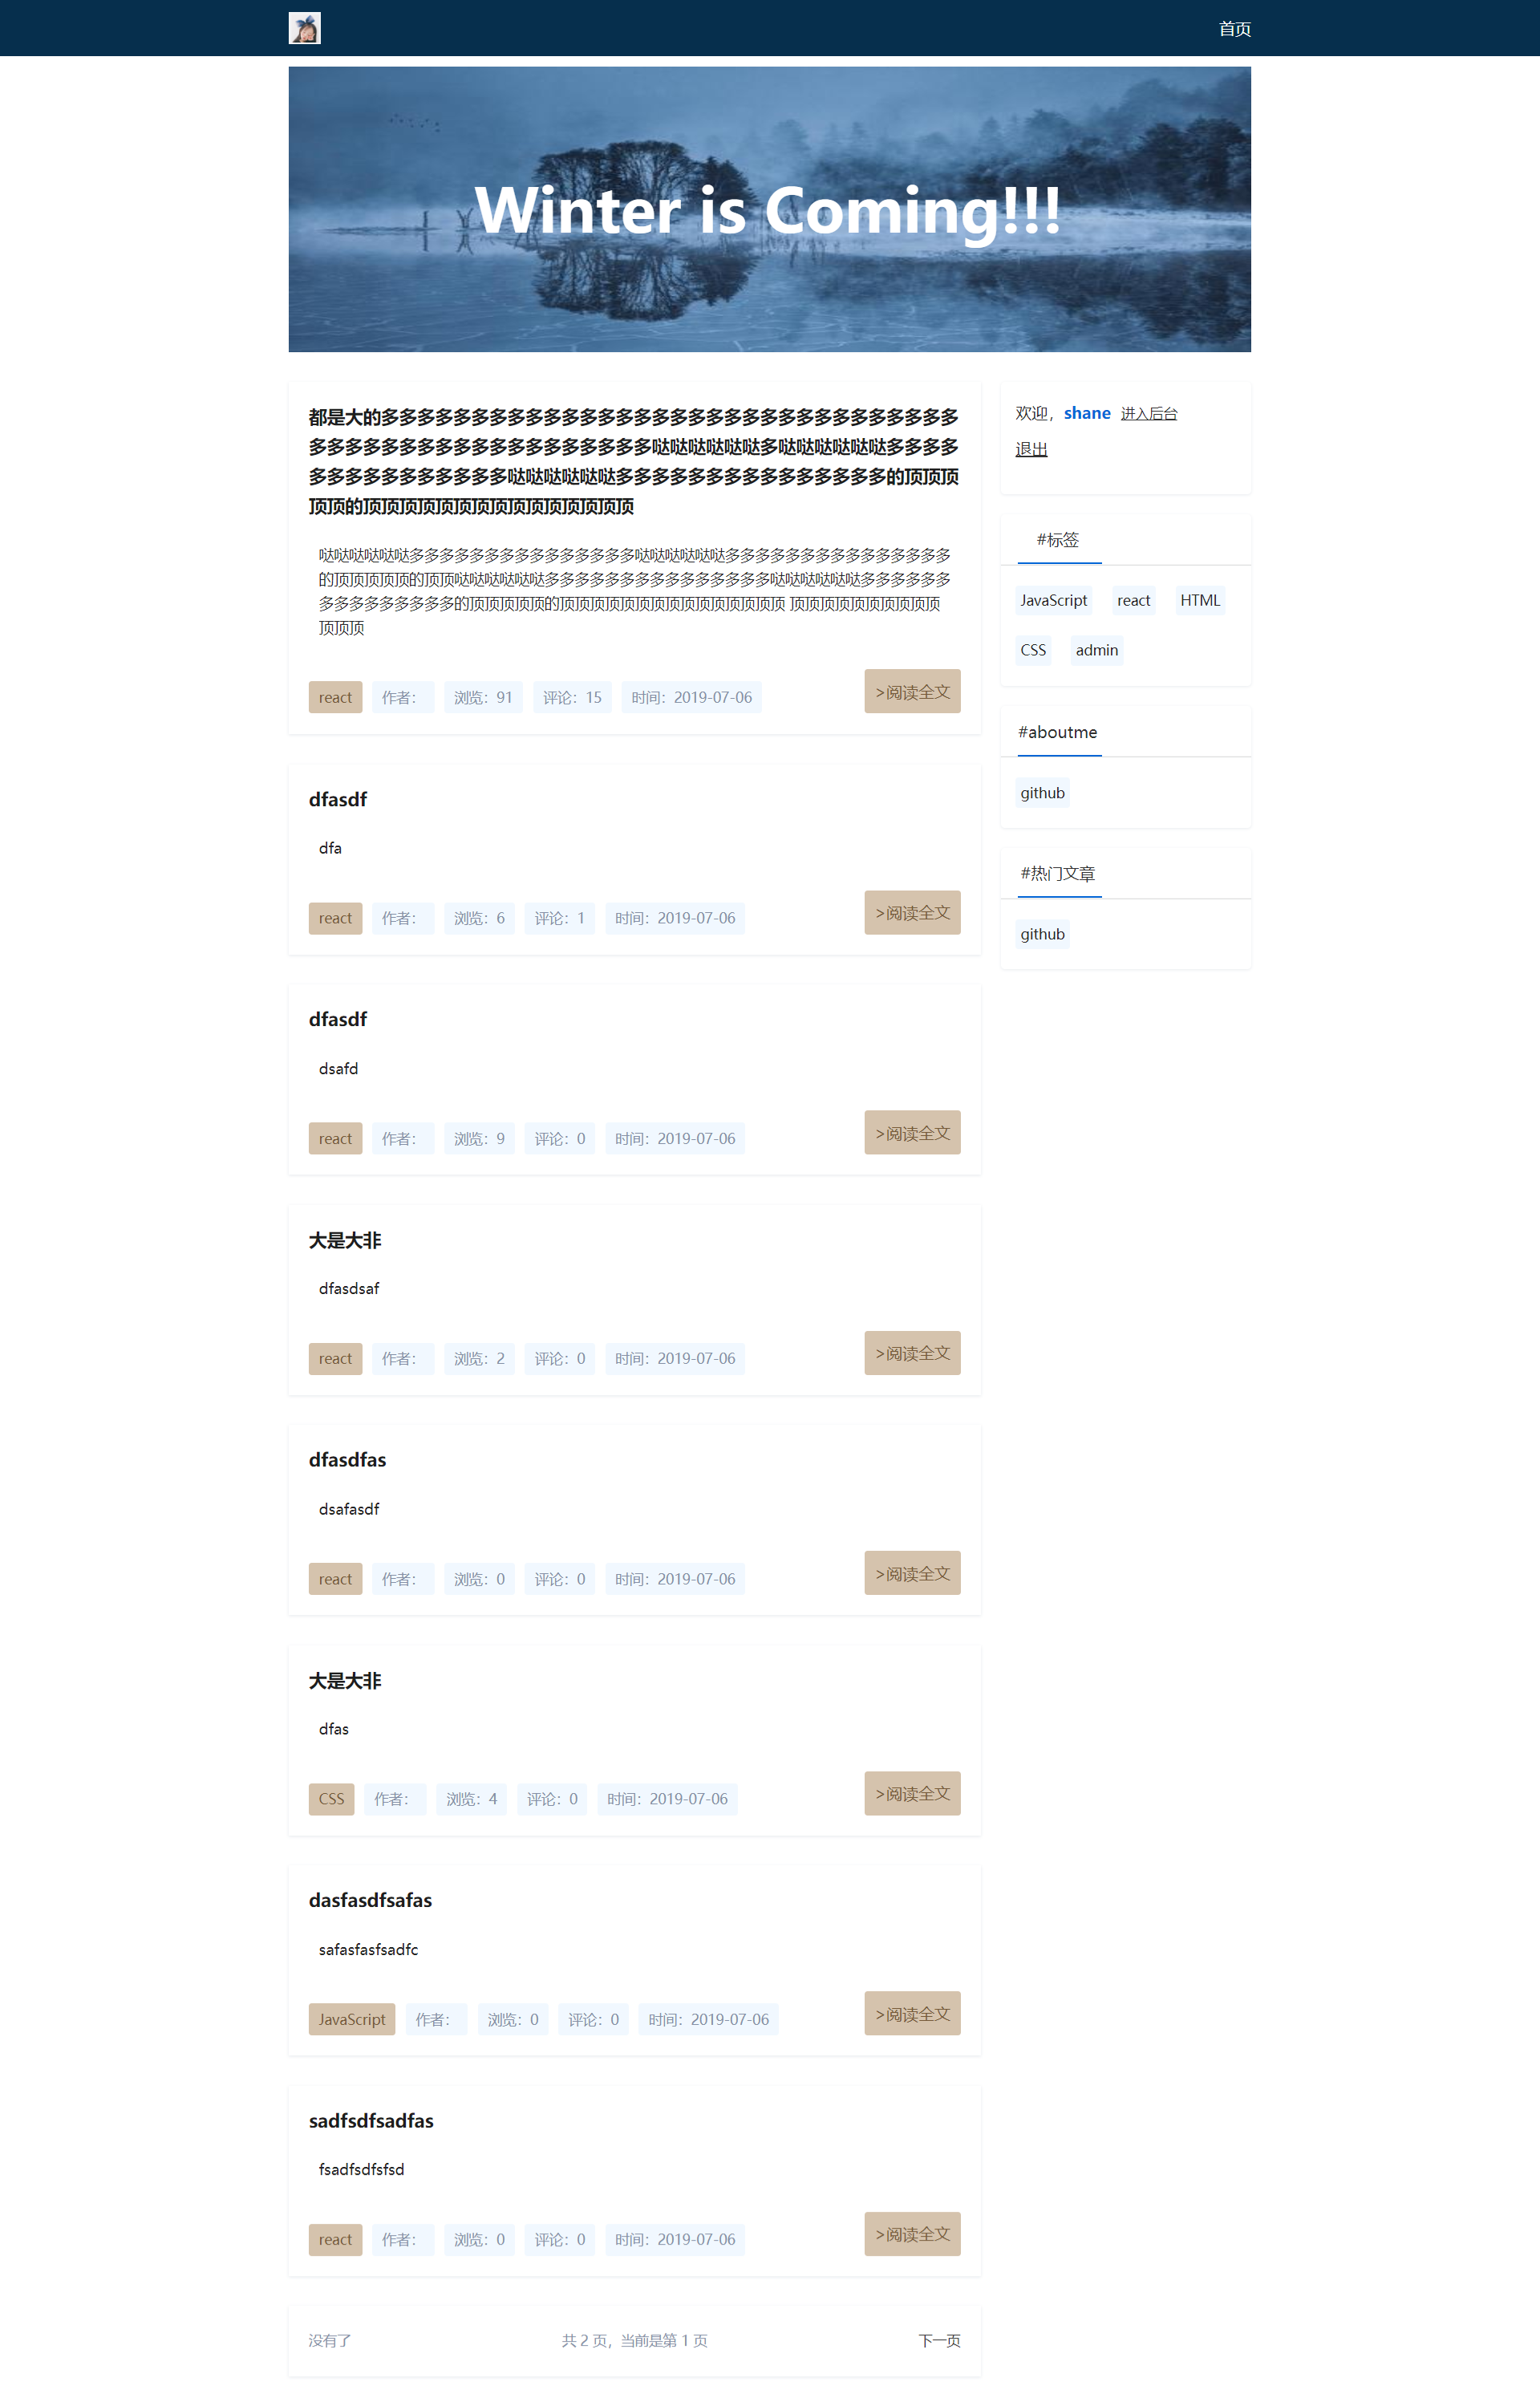 首页
Winter is Coming!!!
都是大的多多多多多多多多多多多多多多多多多多多多多多多多多多多多多多多多
多多多多多多多多多多多多多多多多多多多哒哒哒哒哒哒多哒哒哒哒哒哒多多多多
多多多多多多多多多多多哒哒哒哒哒哒多多多多多多多多多多多多多多多的顶顶顶
顶顶的顶顶顶顶顶顶顶顶顶顶顶顶顶顶顶
哒哒哒哒哒哒多多多多多多多多多多多多多多多哒哒哒哒哒哒多多多多多多多多多多多多多多多
的顶顶顶顶顶的顶顶哒哒哒哒哒哒多多多多多多多多多多多多多多多哒哒哒哒哒哒多多多多多多
多多多多多多多多多的顶顶顶顶顶的顶顶顶顶顶顶顶顶顶顶顶顶顶顶顶 顶顶顶顶顶顶顶顶顶顶
顶顶顶
react 作者： 浏览：91 评论：15 时间：2019-07-06 >阅读全文
dfasdf
dfa
react 作者： 浏览：6 评论：1 时间：2019-07-06 >阅读全文
dfasdf
dsafd
react 作者： 浏览：9 评论：0 时间：2019-07-06 >阅读全文
大是大非
dfasdsaf
react 作者： 浏览：2 评论：0 时间：2019-07-06 >阅读全文
dfasdfas
dsafasdf
react 作者： 浏览：0 评论：0 时间：2019-07-06 >阅读全文
大是大非
dfas
CSS 作者： 浏览：4 评论：0 时间：2019-07-06 >阅读全文
dasfasdfsafas
safasfasfsadfc
JavaScript 作者： 浏览：0 评论：0 时间：2019-07-06 >阅读全文
sadfsdfsadfas
fsadfsdfsfsd
react 作者： 浏览：0 评论：0 时间：2019-07-06 >阅读全文
没有了 共 2 页，当前是第 1 页 下一页
欢迎，shane 进入后台
退出
#标签
JavaScript react HTML
CSS admin
#aboutme
github
#热门文章
github